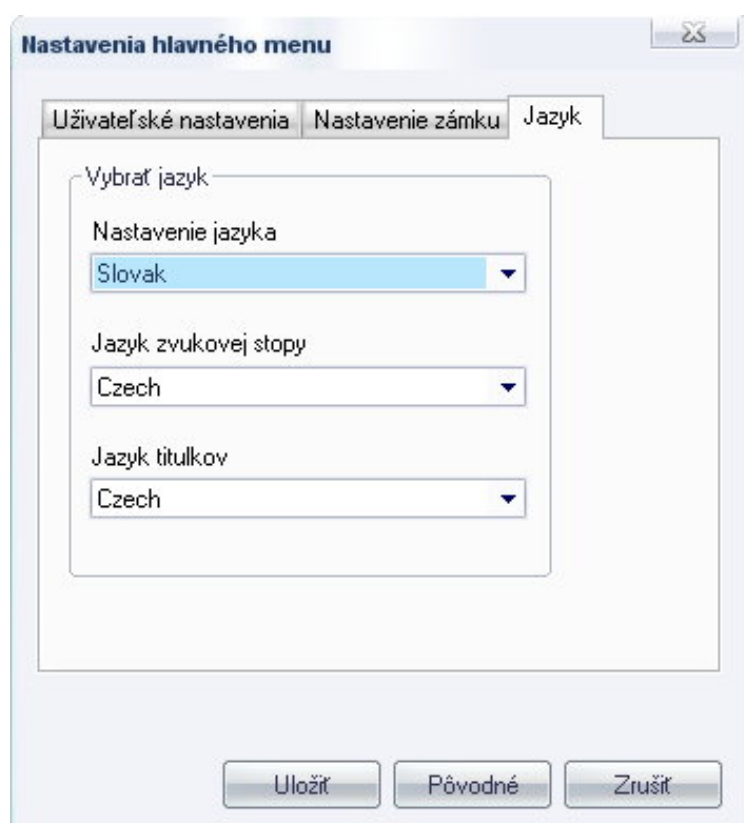 Nastavenia hlavného menu
Uživateľské nastavenia Nastavenie zámku Jazyk
Vybrať jazyk
Nastavenie jazyka
Slovak
Jazyk zvukovej stopy
Czech
Jazyk titulkov
Czech
Uložiť Pôvodné Zrušiť